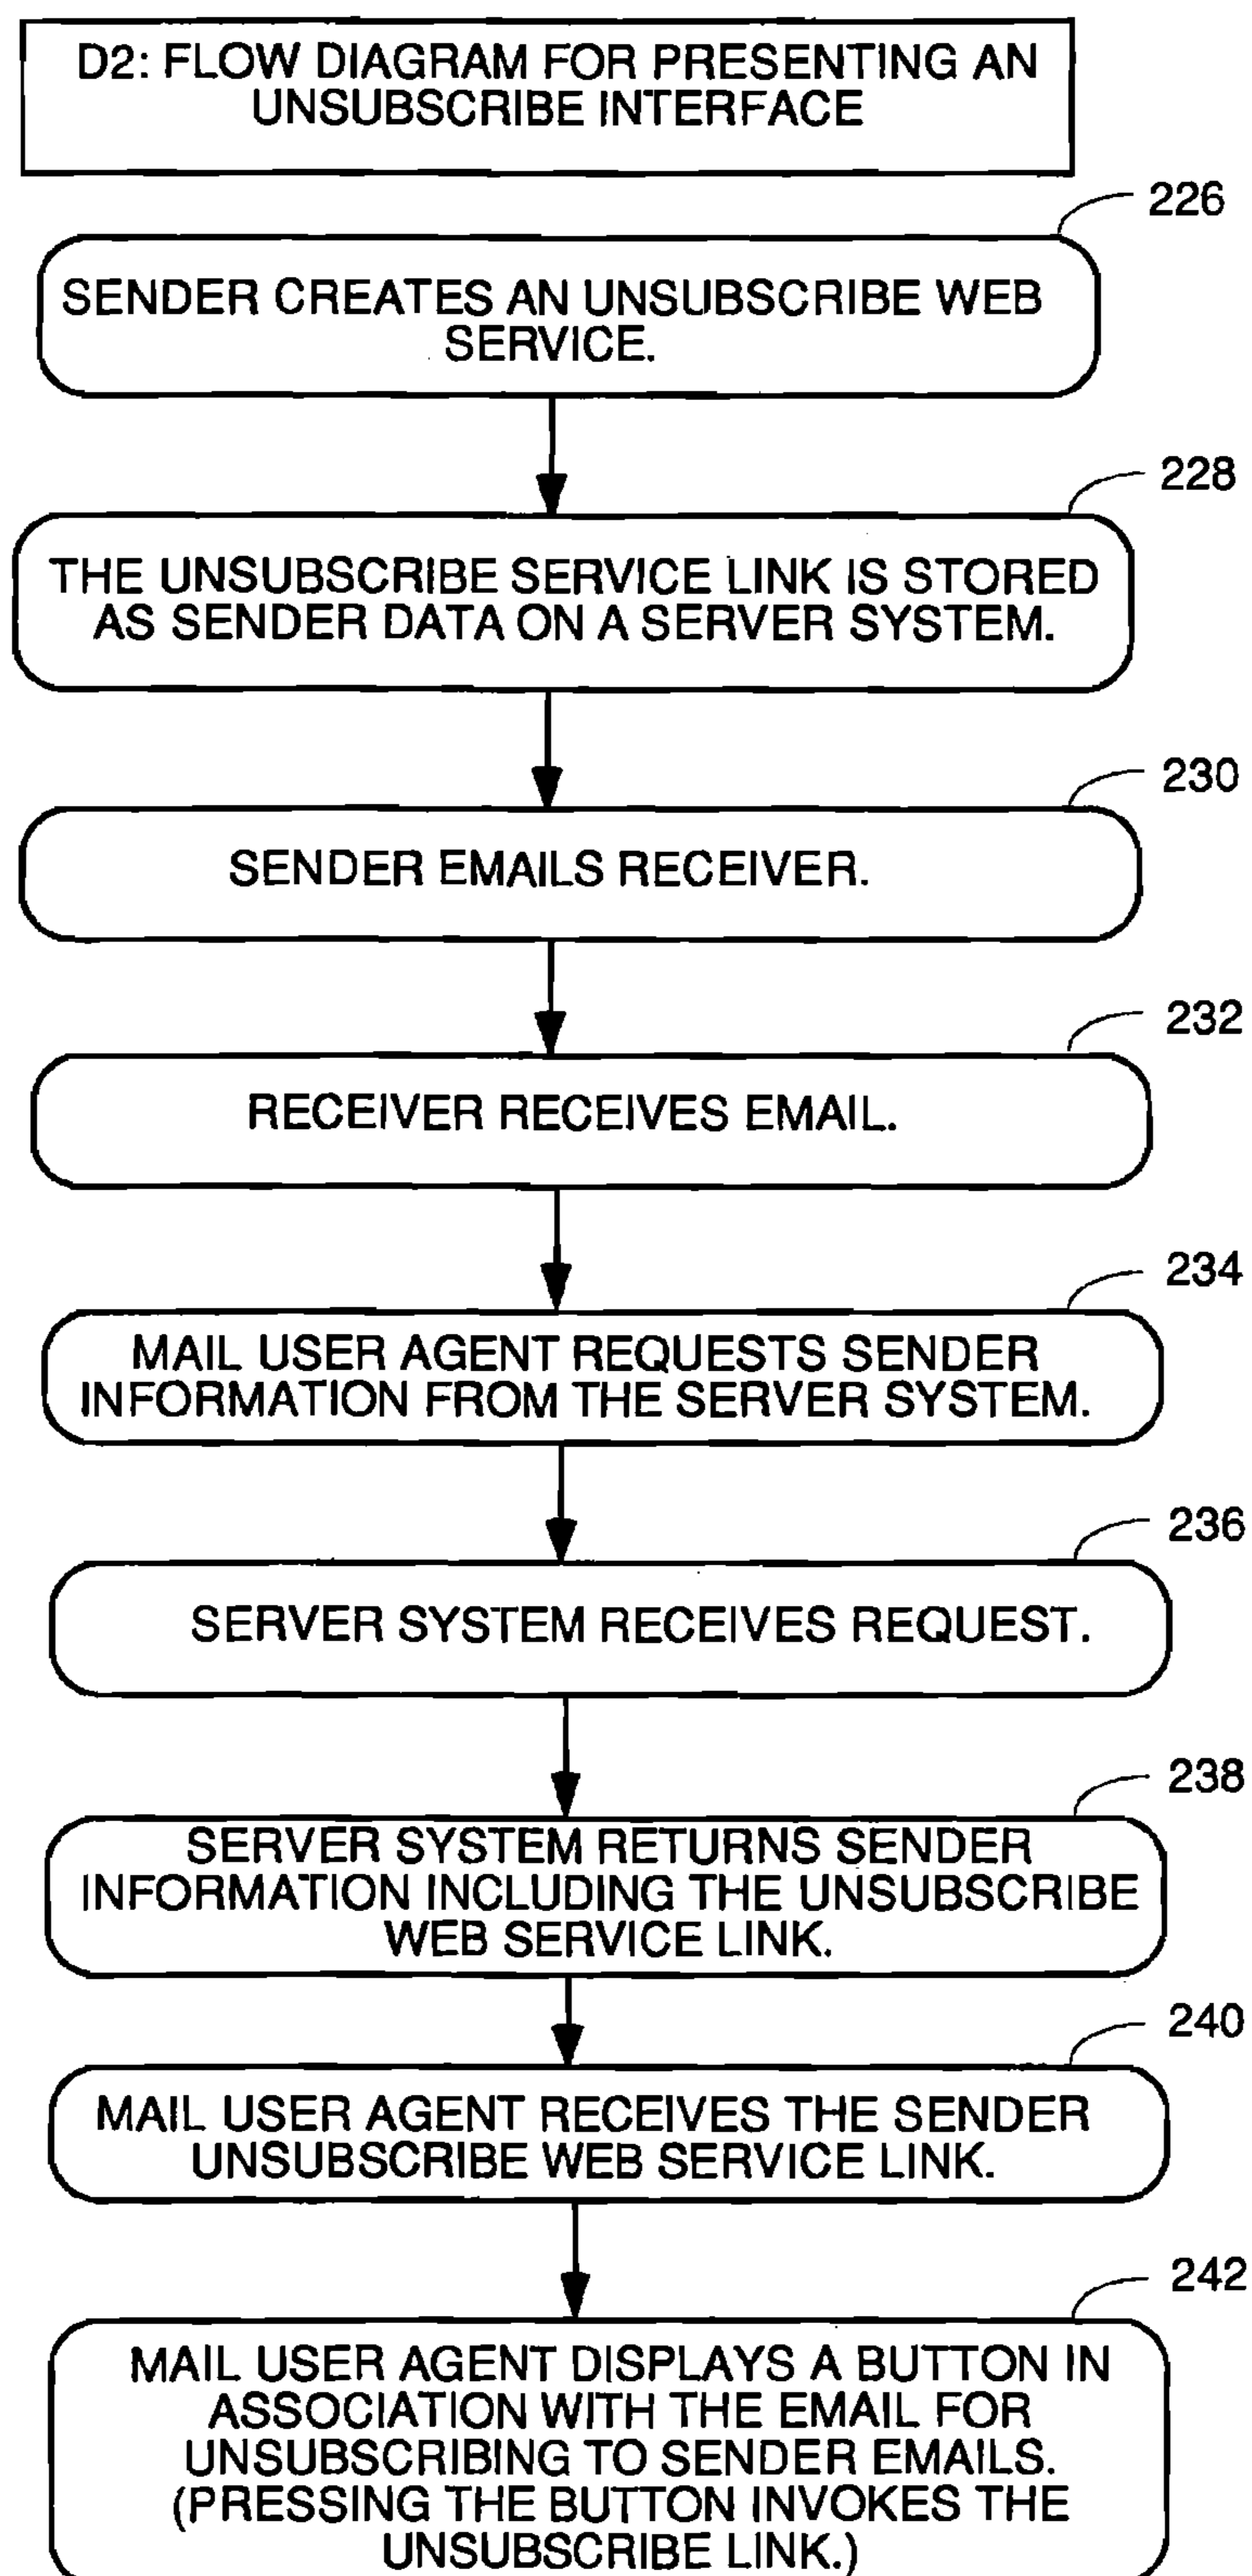 D2: FLOW DIAGRAM FOR PRESENTING AN
UNSUBSCRIBE INTERFACE
226
SENDER CREATES AN UNSUBSCRIBE WEB
SERVICE.
228
THE UNSUBSCRIBE SERVICE LINK IS STORED
AS SENDER DATA ON A SERVER SYSTEM.
230
SENDER EMAILS RECEIVER.
232
RECEIVER RECEIVES EMAIL.
234
MAIL USER AGENT REQUESTS SENDER
INFORMATION FROM THE SERVER SYSTEM.
236
SERVER SYSTEM RECEIVES REQUEST.
238
SERVER SYSTEM RETURNS SENDER
INFORMATION INCLUDING THE UNSUBSCRIBE
WEB SERVICE LINK.
240
MAIL USER AGENT RECEIVES THE SENDER
UNSUBSCRIBE WEB SERVICE LINK.
242
MAIL USER AGENT DISPLAYS A BUTTON IN
ASSOCIATION WITH THE EMAIL FOR
UNSUBSCRIBING TO SENDER EMAILS.
(PRESSING THE BUTTON INVOKES THE
UNSUBSCRIBE LINK.)